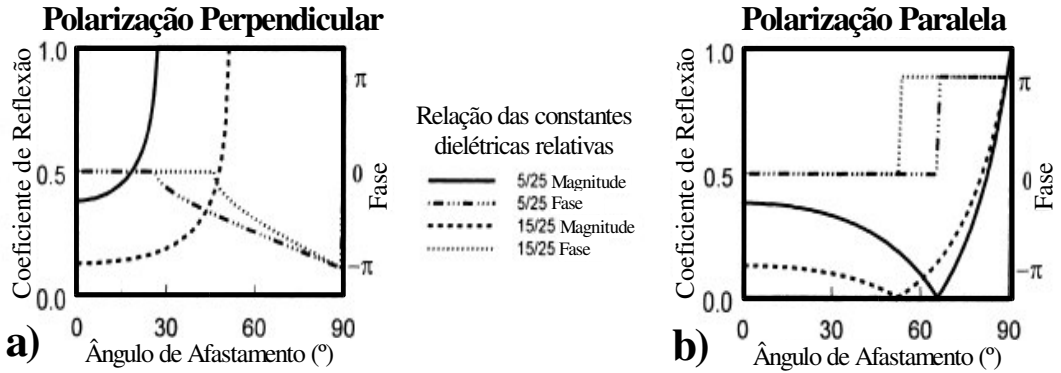 Polarização Perpendicular
1.0
0.5
0.0
Coeficiente de Reflexão
π
0
−π
Fase
0
30
60
90
Ângulo de Afastamento (º)
a)
Relação das constantes
dielétricas relativas
5/25 Magnitude
5/25 Fase
15/25 Magnitude
15/25 Fase
Polarização Paralela
1.0
0.5
0.0
Coeficiente de Reflexão
π
0
−π
Fase
0
30
60
90
Ângulo de Afastamento (º)
b)